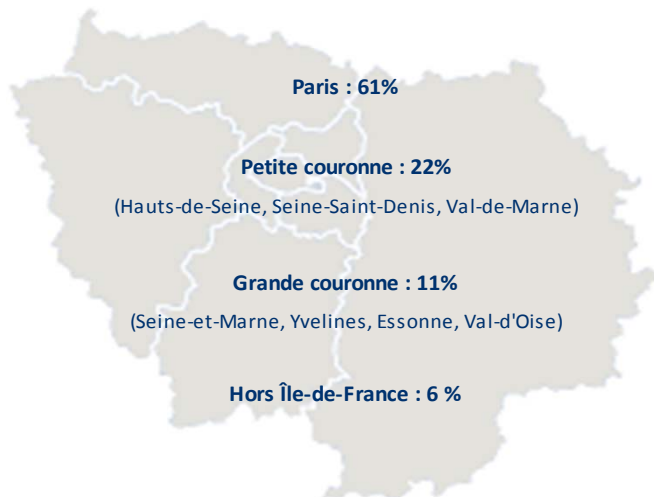 Paris : 61%
Petite couronne : 22%
(Hauts-de-Seine, Seine-Saint-Denis, Val-de-Marne)
Grande couronne : 11%
(Seine-et-Marne, Yvelines, Essonne, Val-d'Oise)
Hors Île-de-France : 6 %